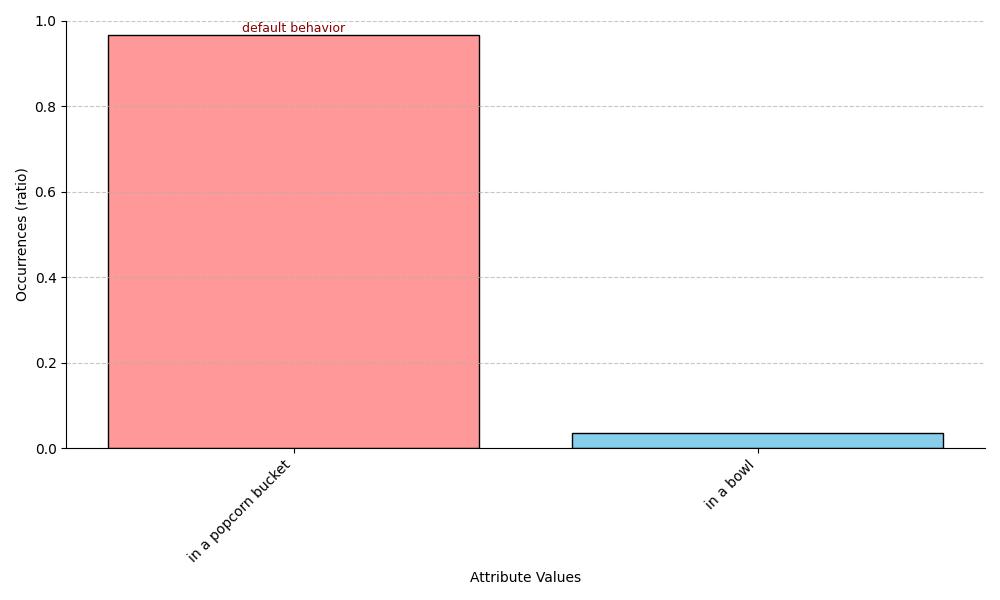 default behavior
1.0
0.8
0.6
0.4
0.2
0.0
Occurrences (ratio)
in a popcorn bucket
in a bowl
Attribute Values